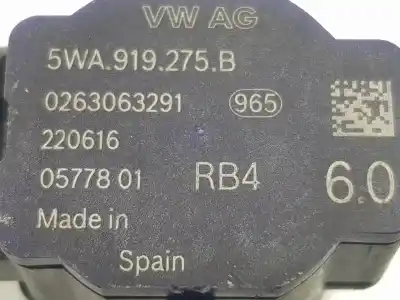 VW AG
5WA.919.275.B
0263063291 965
220616
05778 01 RB4 6.0
Made in
Spain